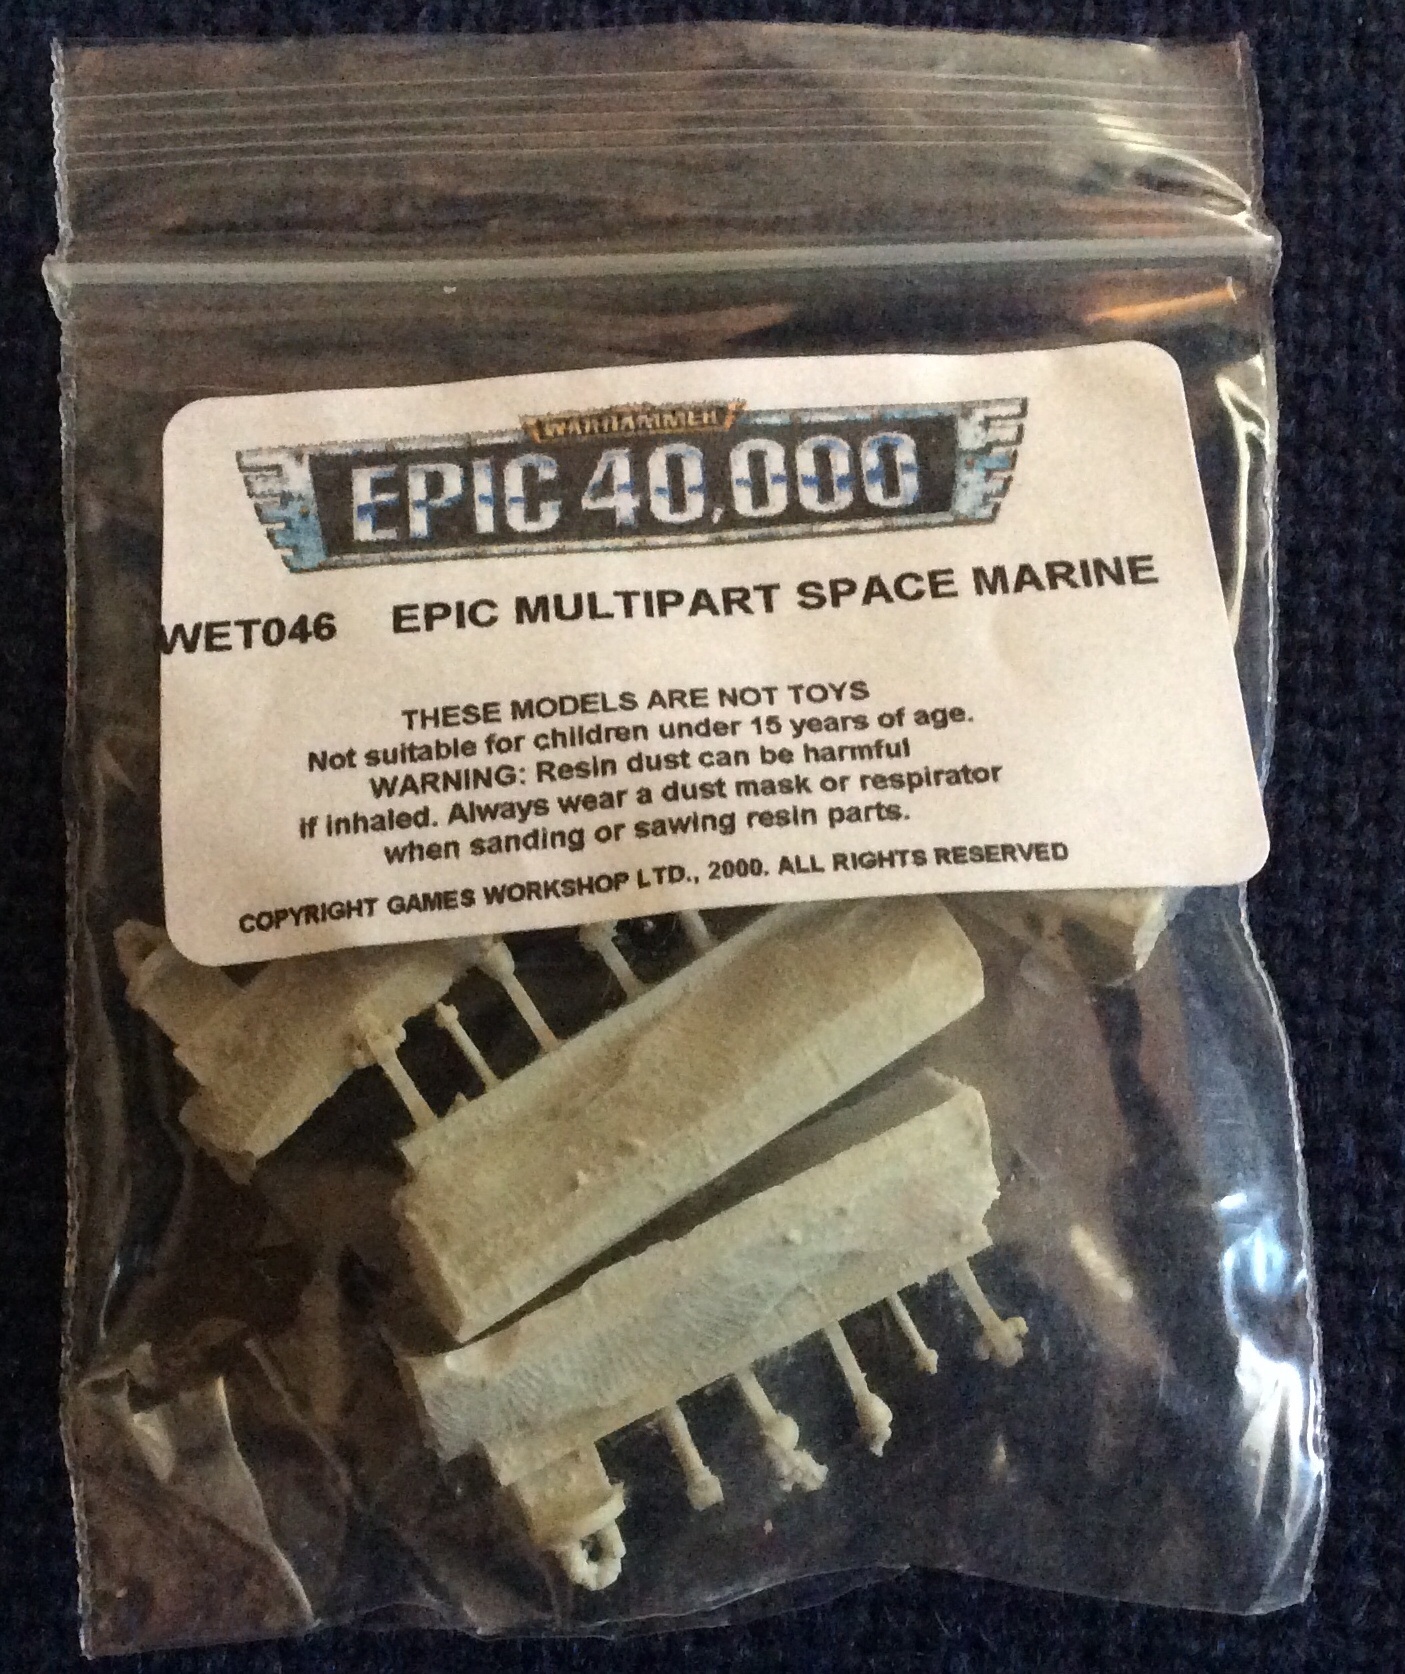 WARHAMMER
EPIC 40,000
WET046 EPIC MULTIPART SPACE MARINE
THESE MODELS ARE NOT TOYS
Not suitable for children under 15 years of age.
WARNING: Resin dust can be harmful
if inhaled. Always wear a dust mask or respirator
when sanding or sawing resin parts.
COPYRIGHT GAMES WORKSHOP LTD., 2000. ALL RIGHTS RESERVED